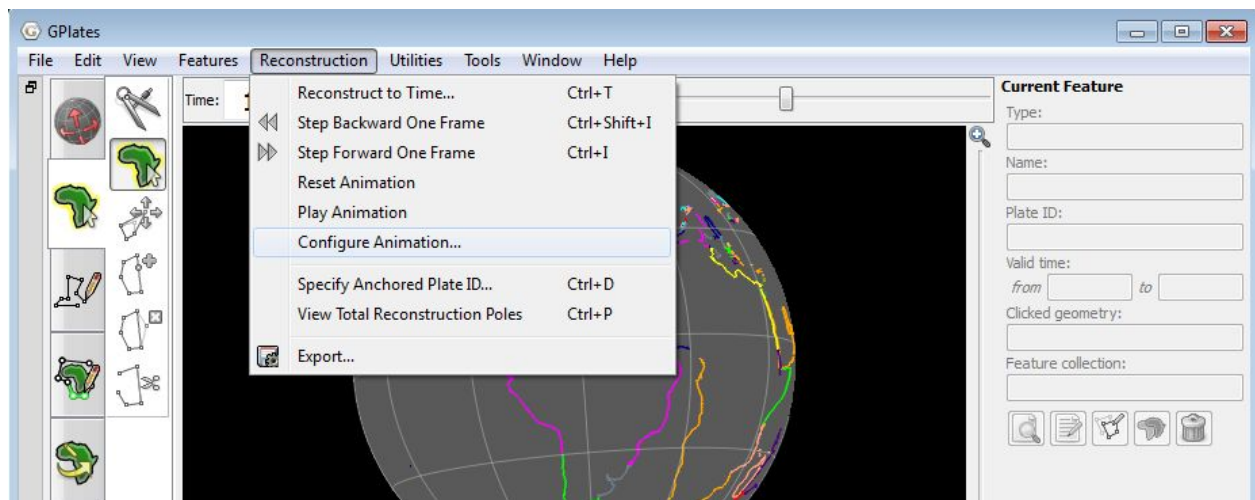 GPlates
File Edit View Features Reconstruction Utilities Tools Window Help
Time:
Reconstruct to Time... Ctrl+T
Step Backward One Frame Ctrl+Shift+I
Step Forward One Frame Ctrl+I
Reset Animation
Play Animation
Configure Animation...
Specify Anchored Plate ID... Ctrl+D
View Total Reconstruction Poles Ctrl+P
Export...
Current Feature
Type:
Name:
Plate ID:
Valid time:
from to
Clicked geometry:
Feature collection: